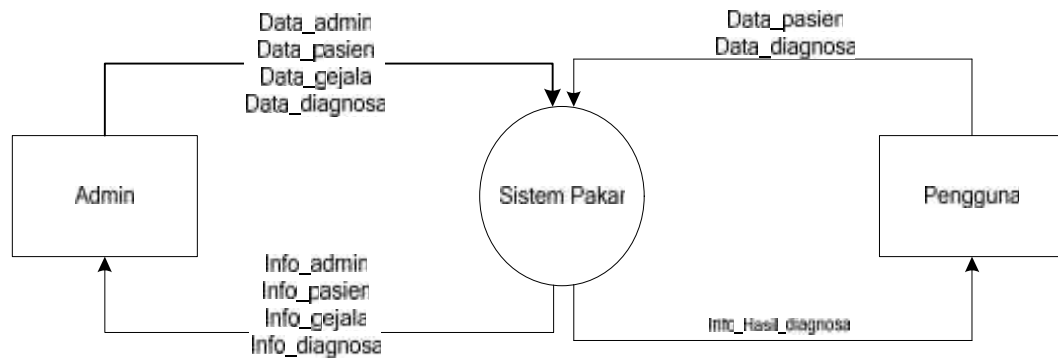 Data_admin
Data_pasien
Data_gejala
Data_diagnosa
Data_pasien
Data_diagnosa
Admin
Sistem Pakar
Pengguna
Info_admin
Info_pasien
Info_gejala
Info_diagnosa
Info_Hasil_diagnosa